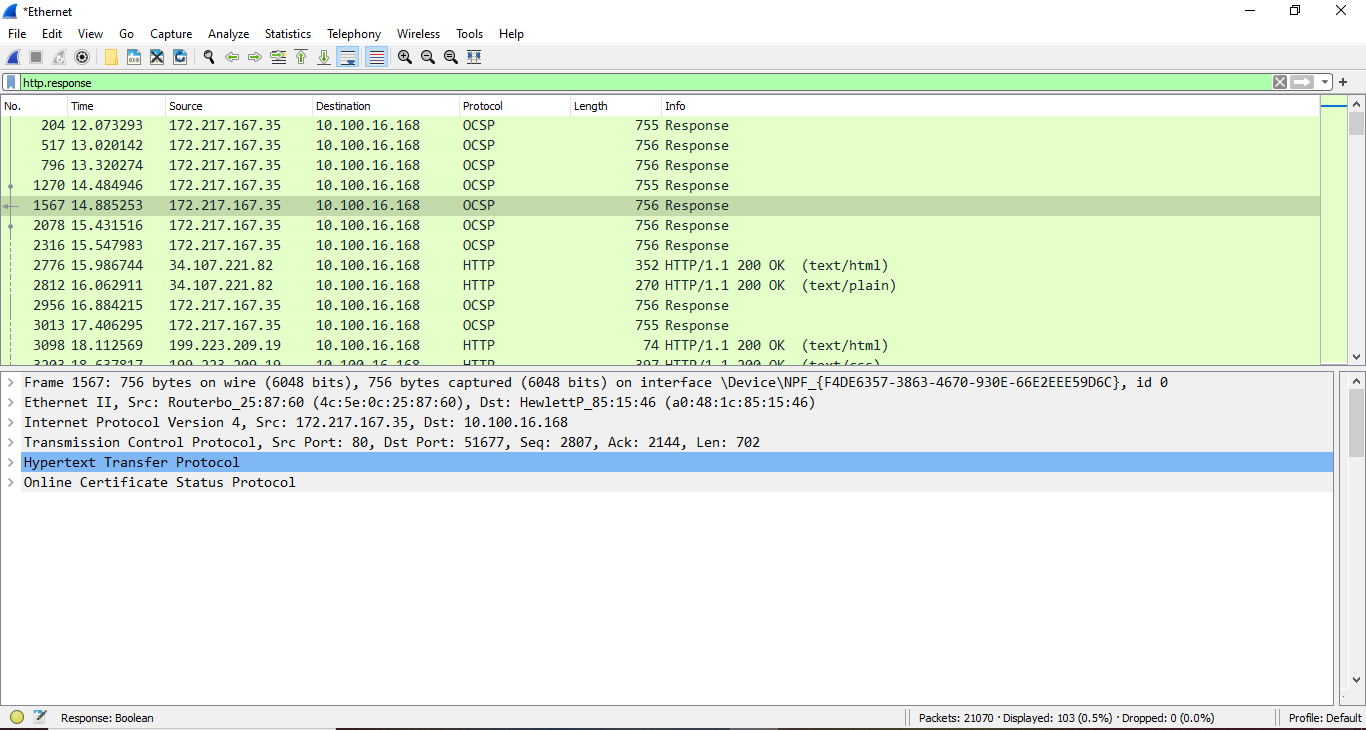 *Ethernet
File Edit View Go Capture Analyze Statistics Telephony Wireless Tools Help
http.response
No. Time Source Destination Protocol Length Info
204 12.073293 172.217.167.35 10.100.16.168 OCSP 755 Response
517 13.020142 172.217.167.35 10.100.16.168 OCSP 756 Response
796 13.320274 172.217.167.35 10.100.16.168 OCSP 756 Response
1270 14.484946 172.217.167.35 10.100.16.168 OCSP 755 Response
1567 14.885253 172.217.167.35 10.100.16.168 OCSP 756 Response
2078 15.431516 172.217.167.35 10.100.16.168 OCSP 756 Response
2316 15.547983 172.217.167.35 10.100.16.168 OCSP 756 Response
2776 15.986744 34.107.221.82 10.100.16.168 HTTP 352 HTTP/1.1 200 OK (text/html)
2812 16.062911 34.107.221.82 10.100.16.168 HTTP 270 HTTP/1.1 200 OK (text/plain)
2956 16.884215 172.217.167.35 10.100.16.168 OCSP 756 Response
3013 17.406295 172.217.167.35 10.100.16.168 OCSP 755 Response
3098 18.112569 199.223.209.19 10.100.16.168 HTTP 74 HTTP/1.1 200 OK (text/html)
Frame 1567: 756 bytes on wire (6048 bits), 756 bytes captured (6048 bits) on interface \Device\NPF_{F4DE6357-3863-4670-930E-66E2EEE59D6C}, id 0
Ethernet II, Src: Routerbo_25:87:60 (4c:5e:0c:25:87:60), Dst: HewlettP_85:15:46 (a0:48:1c:85:15:46)
Internet Protocol Version 4, Src: 172.217.167.35, Dst: 10.100.16.168
Transmission Control Protocol, Src Port: 80, Dst Port: 51677, Seq: 2807, Ack: 2144, Len: 702
Hypertext Transfer Protocol
Online Certificate Status Protocol
Response: Boolean Packets: 21070 · Displayed: 103 (0.5%) · Dropped: 0 (0.0%) Profile: Default